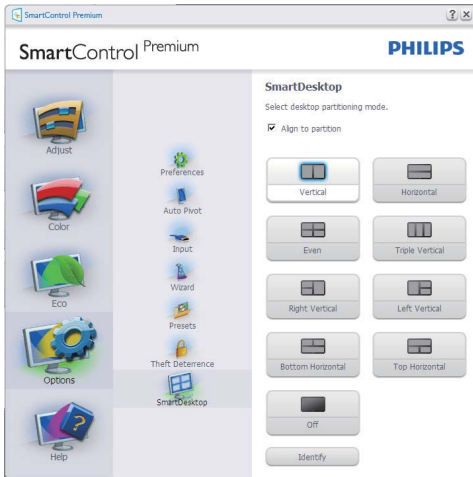 SmartControl Premium
SmartControl Premium
PHILIPS
Adjust
Color
Eco
Options
Help
Preferences
Auto Pivot
Input
Wizard
Presets
Theft Deterrence
SmartDesktop
SmartDesktop
Select desktop partitioning mode.
Align to partition
Vertical
Horizontal
Even
Triple Vertical
Right Vertical
Left Vertical
Bottom Horizontal
Top Horizontal
Off
Identify